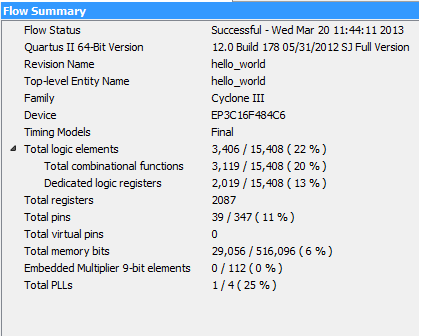 Flow Summary
Flow Status Successful - Wed Mar 20 11:44:11 2013
Quartus II 64-Bit Version 12.0 Build 178 05/31/2012 SJ Full Version
Revision Name hello_world
Top-level Entity Name hello_world
Family Cyclone III
Device EP3C16F484C6
Timing Models Final
Total logic elements 3,406 / 15,408 ( 22 % )
Total combinational functions 3,119 / 15,408 ( 20 % )
Dedicated logic registers 2,019 / 15,408 ( 13 % )
Total registers 2087
Total pins 39 / 347 ( 11 % )
Total virtual pins 0
Total memory bits 29,056 / 516,096 ( 6 % )
Embedded Multiplier 9-bit elements 0 / 112 ( 0 % )
Total PLLs 1 / 4 ( 25 % )